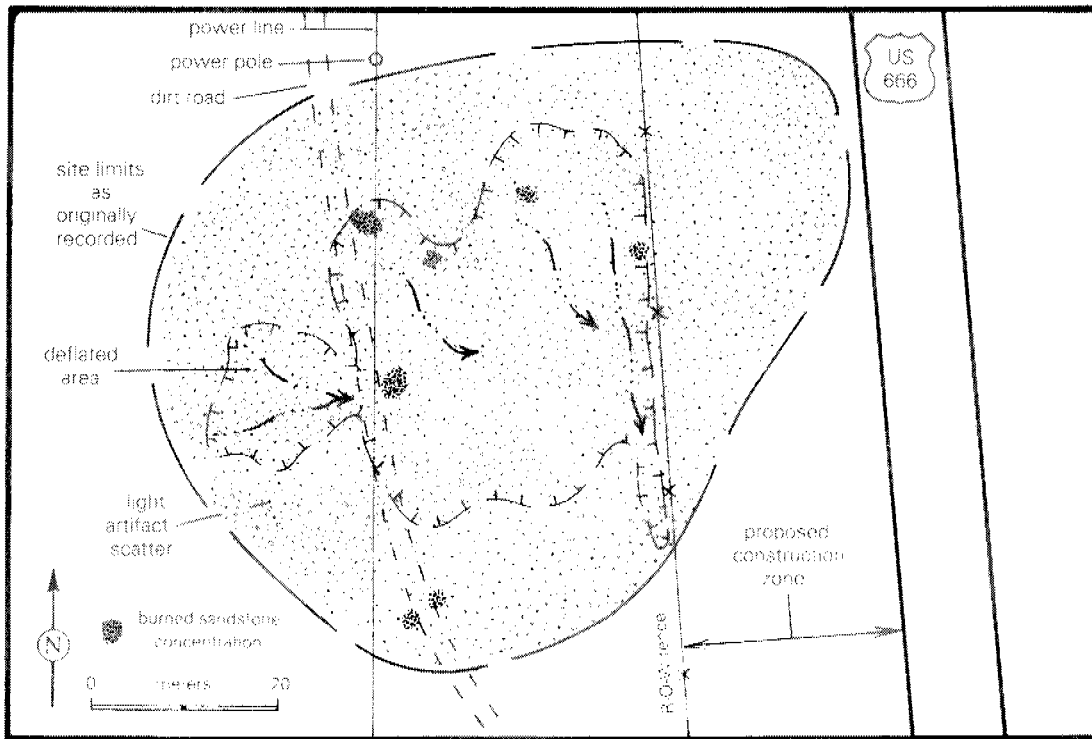 power line
power pole
dirt road
US
666
site limits
as
originally
recorded
deflated
area
light
artifact
scatter
proposed
construction
zone
N
burned sandstone
concentration
0 meters 20
R.O.W. fence